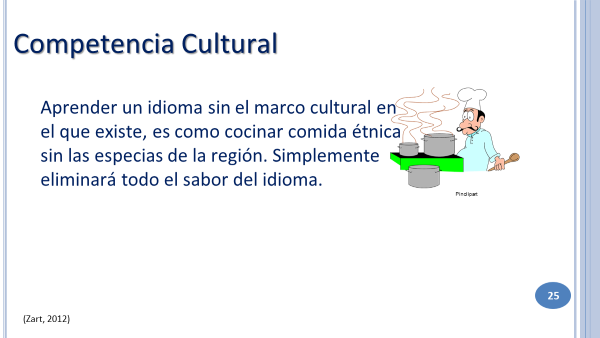 Competencia Cultural
Aprender un idioma sin el marco cultural en
el que existe, es como cocinar comida étnica
sin las especias de la región. Simplemente
eliminará todo el sabor del idioma.
Pinclipart
25
(Zart, 2012)